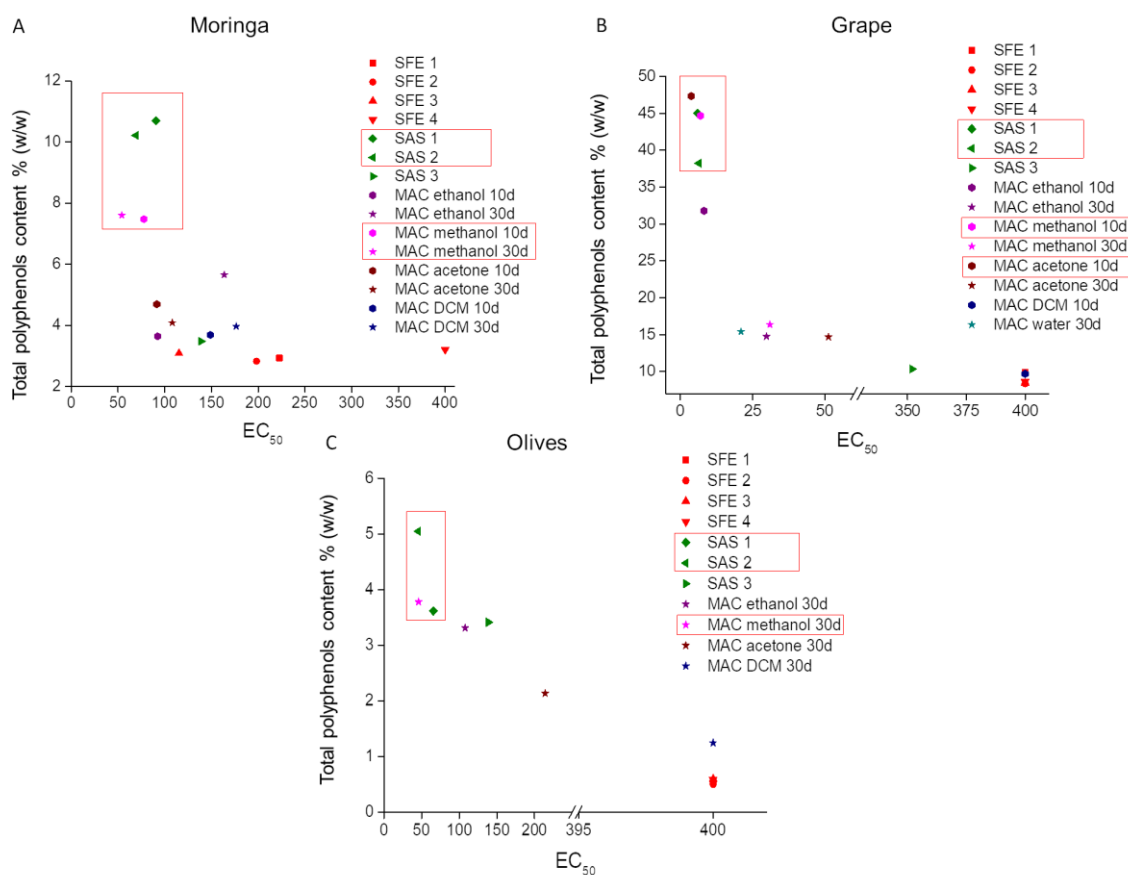 A
Moringa
Total polyphenols content % (w/w)
12
10
8
6
4
2
0 50 100 150 200 250 300 350 400
EC50
SFE 1
SFE 2
SFE 3
SFE 4
SAS 1
SAS 2
SAS 3
MAC ethanol 10d
MAC ethanol 30d
MAC methanol 10d
MAC methanol 30d
MAC acetone 10d
MAC acetone 30d
MAC DCM 10d
MAC DCM 30d
B
Grape
Total polyphenols content % (w/w)
50
45
40
35
30
25
20
15
10
0 25 50 350 375 400
EC50
SFE 1
SFE 2
SFE 3
SFE 4
SAS 1
SAS 2
SAS 3
MAC ethanol 10d
MAC ethanol 30d
MAC methanol 10d
MAC methanol 30d
MAC acetone 10d
MAC acetone 30d
MAC DCM 10d
MAC water 30d
C
Olives
Total polyphenols content % (w/w)
6
5
4
3
2
1
0
0 50 100 150 200 395 400
EC50
SFE 1
SFE 2
SFE 3
SFE 4
SAS 1
SAS 2
SAS 3
MAC ethanol 30d
MAC methanol 30d
MAC acetone 30d
MAC DCM 30d